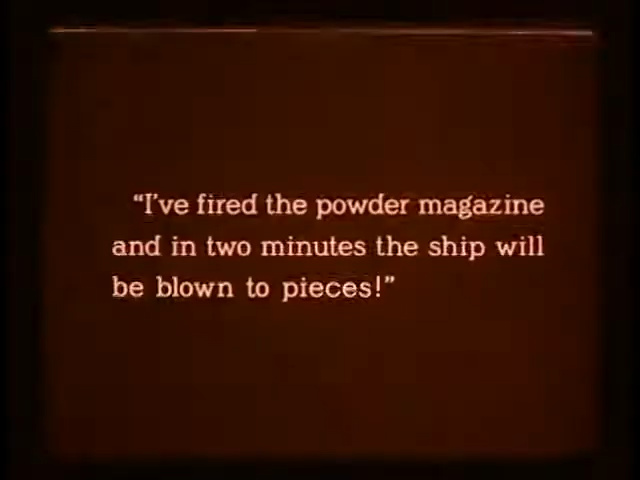 “I've fired the powder magazine
and in two minutes the ship will
be blown to pieces!”